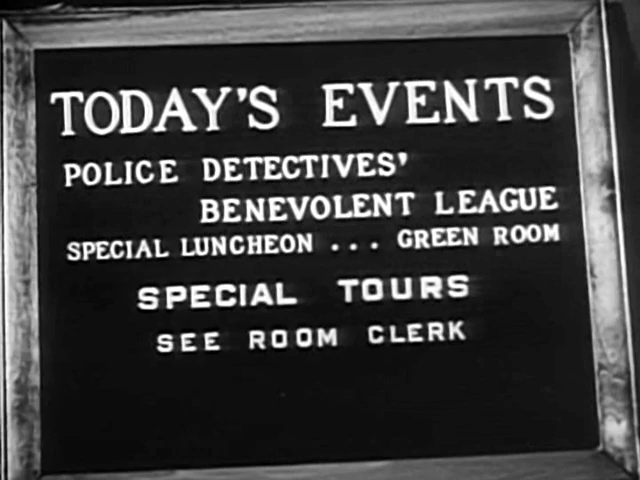 TODAY'S EVENTS
POLICE DETECTIVES'
BENEVOLENT LEAGUE
SPECIAL LUNCHEON ... GREEN ROOM
SPECIAL TOURS
SEE ROOM CLERK